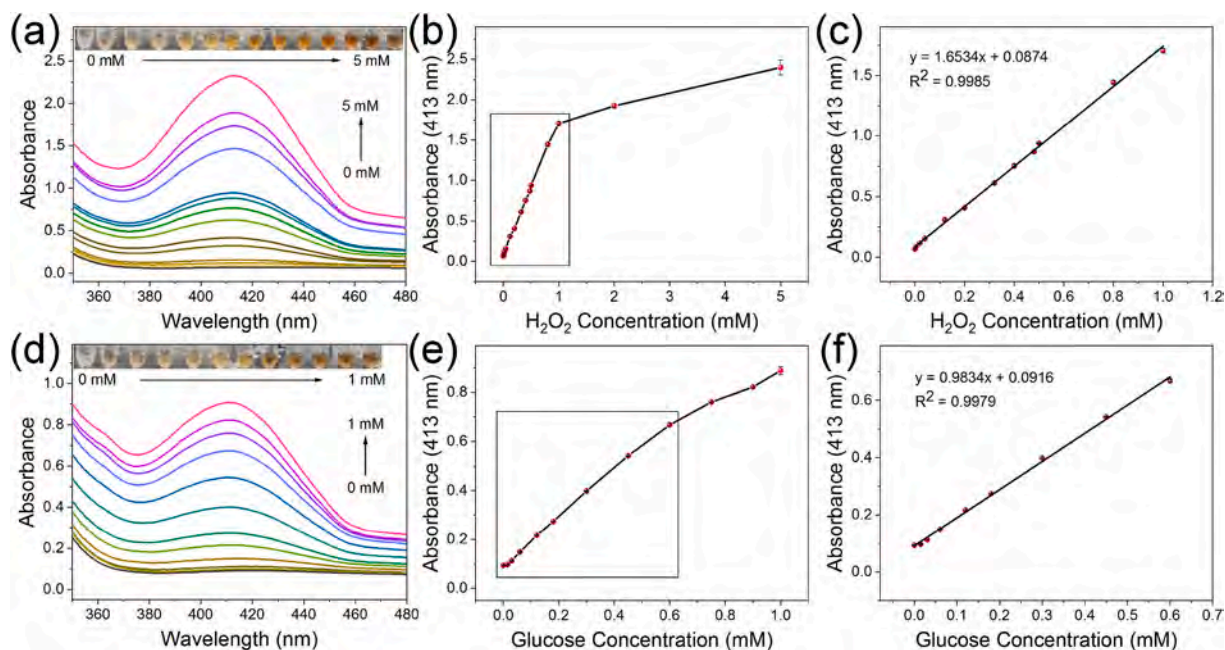 (a)
0 mM
5 mM
5 mM
0 mM
Absorbance
2.5
2.0
1.5
1.0
0.5
0.0
360 380 400 420 440 460 480
Wavelength (nm)
(b)
Absorbance (413 nm)
2.5
2.0
1.5
1.0
0.5
0.0
0 1 2 3 4 5
H₂O₂ Concentration (mM)
(c)
y = 1.6534x + 0.0874
R² = 0.9985
Absorbance (413 nm)
1.5
1.0
0.5
0.0
0.0 0.2 0.4 0.6 0.8 1.0 1.2
H₂O₂ Concentration (mM)
(d)
0 mM
1 mM
1 mM
0 mM
Absorbance
1.0
0.8
0.6
0.4
0.2
0.0
360 380 400 420 440 460 480
Wavelength (nm)
(e)
Absorbance (413 nm)
0.8
0.6
0.4
0.2
0.0
0.0 0.2 0.4 0.6 0.8 1.0
Glucose Concentration (mM)
(f)
y = 0.9834x + 0.0916
R² = 0.9979
Absorbance (413 nm)
0.6
0.4
0.2
0.0
0.0 0.1 0.2 0.3 0.4 0.5 0.6 0.7
Glucose Concentration (mM)